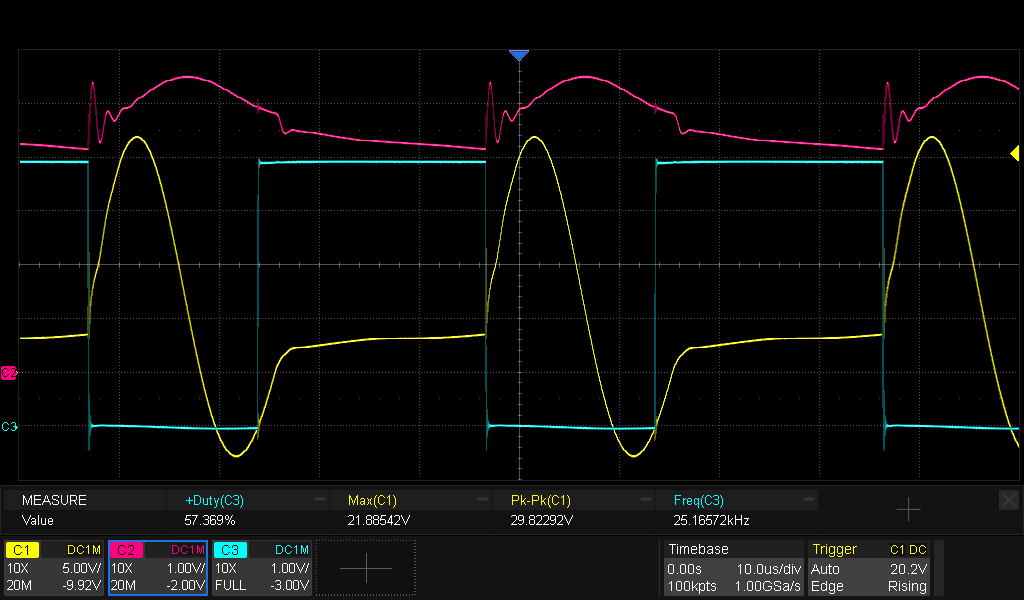 C2
C3
MEASURE +Duty(C3) Max(C1) Pk-Pk(C1) Freq(C3)
Value 57.369% 21.88542V 29.82292V 25.16572kHz
C1 DC1M C2 DC1M C3 DC1M Timebase Trigger C1 DC
10X 5.00V/ 10X 1.00V/ 10X 1.00V/ 0.00s 10.0us/div Auto 20.2V
20M -9.92V 20M -2.00V FULL -3.00V 100kpts 1.00GSa/s Edge Rising